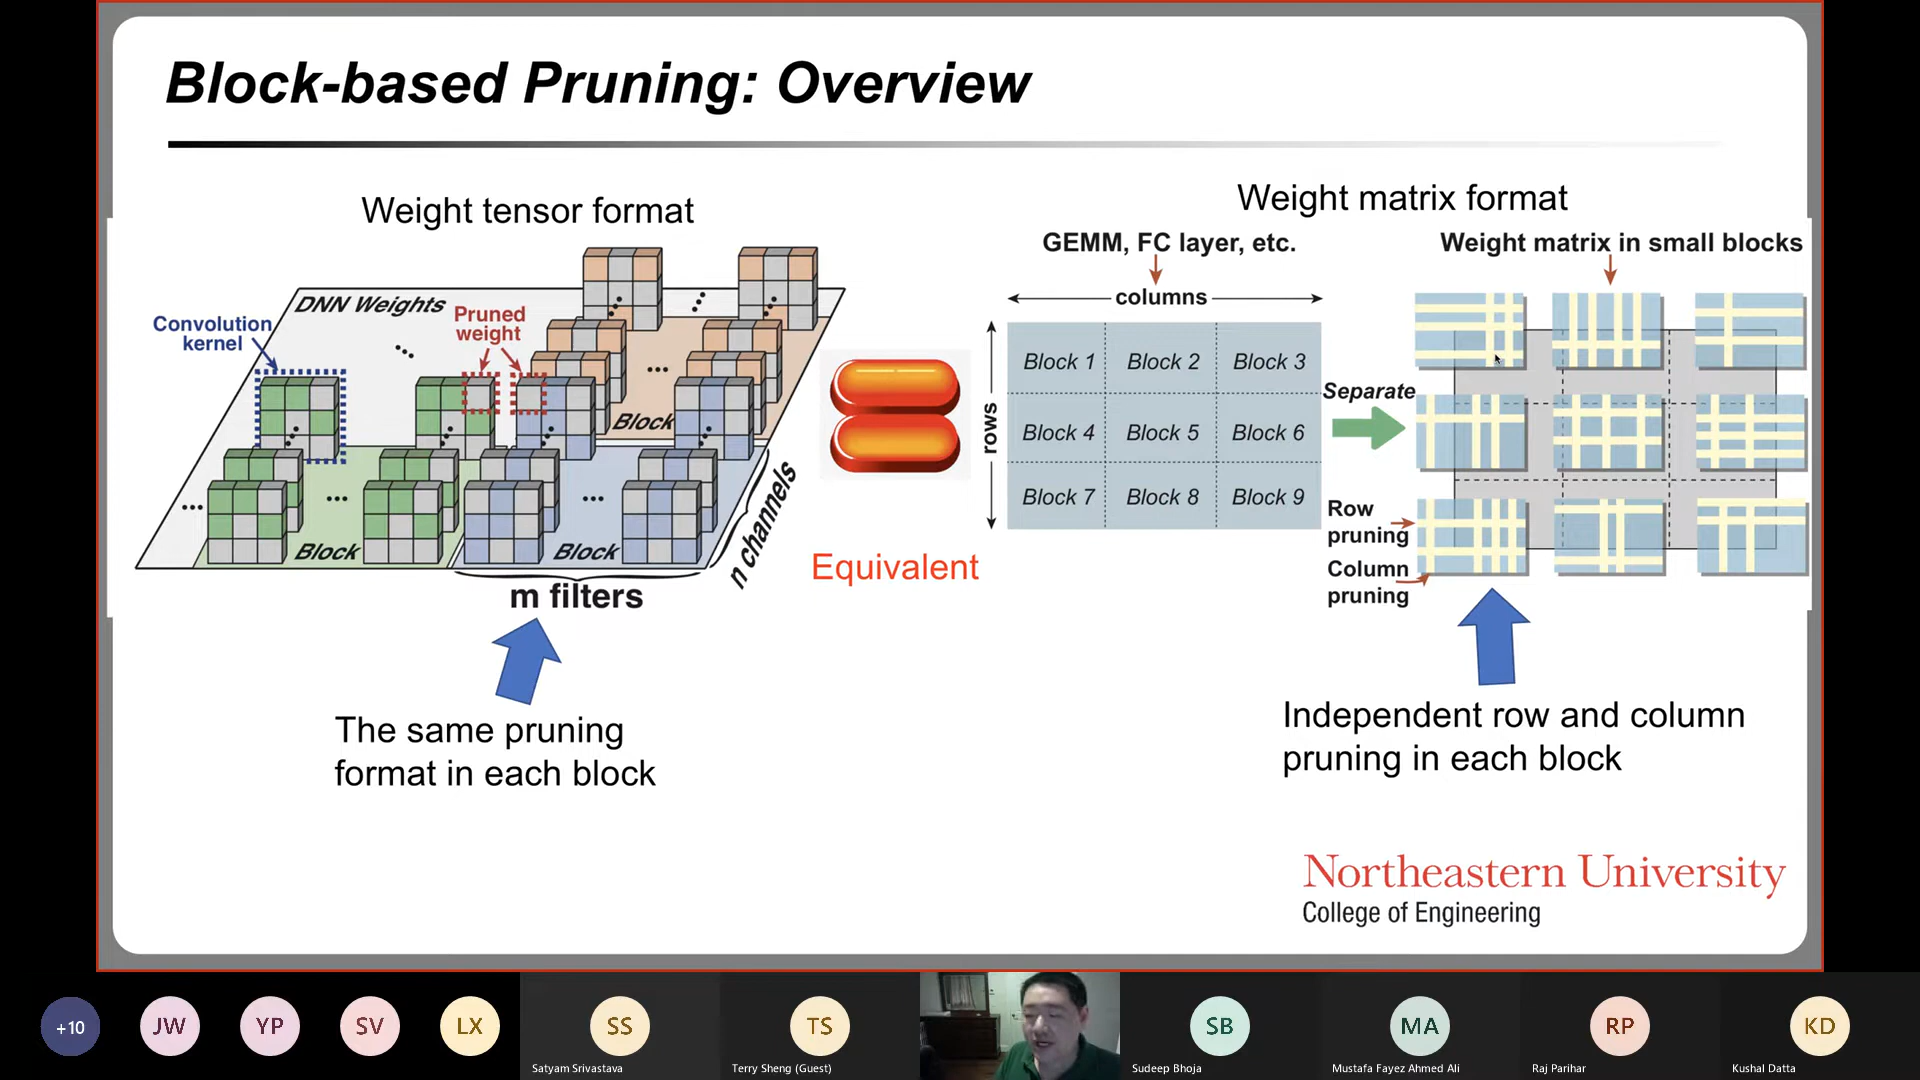 Block-based Pruning: Overview
Weight tensor format
DNN Weights
Convolution
kernel
Pruned
weight
Block
Block
Block
m filters
n channels
The same pruning
format in each block
Equivalent
Weight matrix format
GEMM, FC layer, etc.
columns
rows
Block 1 Block 2 Block 3
Block 4 Block 5 Block 6
Block 7 Block 8 Block 9
Separate
Weight matrix in small blocks
Row
pruning
Column
pruning
Independent row and column
pruning in each block
Northeastern University
College of Engineering
+10 JW YP SV LX SS TS SB MA RP KD
Satyam Srivastava Terry Sheng (Guest) Sudeep Bhoja Mustafa Fayez Ahmed Ali Raj Parihar Kushal Datta